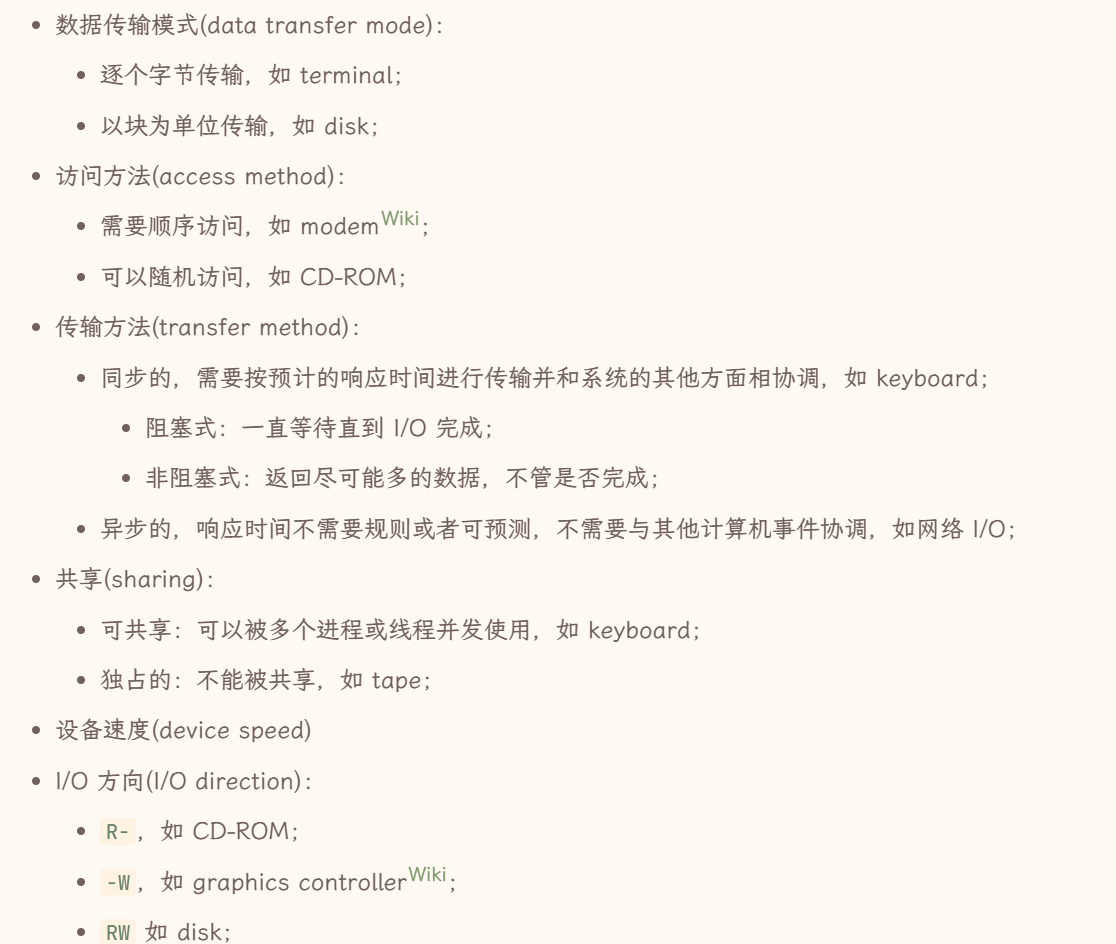 数据传输模式(data transfer mode)：
逐个字节传输，如 terminal；
以块为单位传输，如 disk；
访问方法(access method)：
需要顺序访问，如 modemWiki；
可以随机访问，如 CD-ROM；
传输方法(transfer method)：
同步的，需要按预计的响应时间进行传输并和系统的其他方面相协调，如 keyboard；
阻塞式：一直等待直到 I/O 完成；
非阻塞式：返回尽可能多的数据，不管是否完成；
异步的，响应时间不需要规则或者可预测，不需要与其他计算机事件协调，如网络 I/O；
共享(sharing)：
可共享：可以被多个进程或线程并发使用，如 keyboard；
独占的：不能被共享，如 tape；
设备速度(device speed)
I/O 方向(I/O direction)：
R-，如 CD-ROM；
-W，如 graphics controllerWiki；
RW 如 disk；